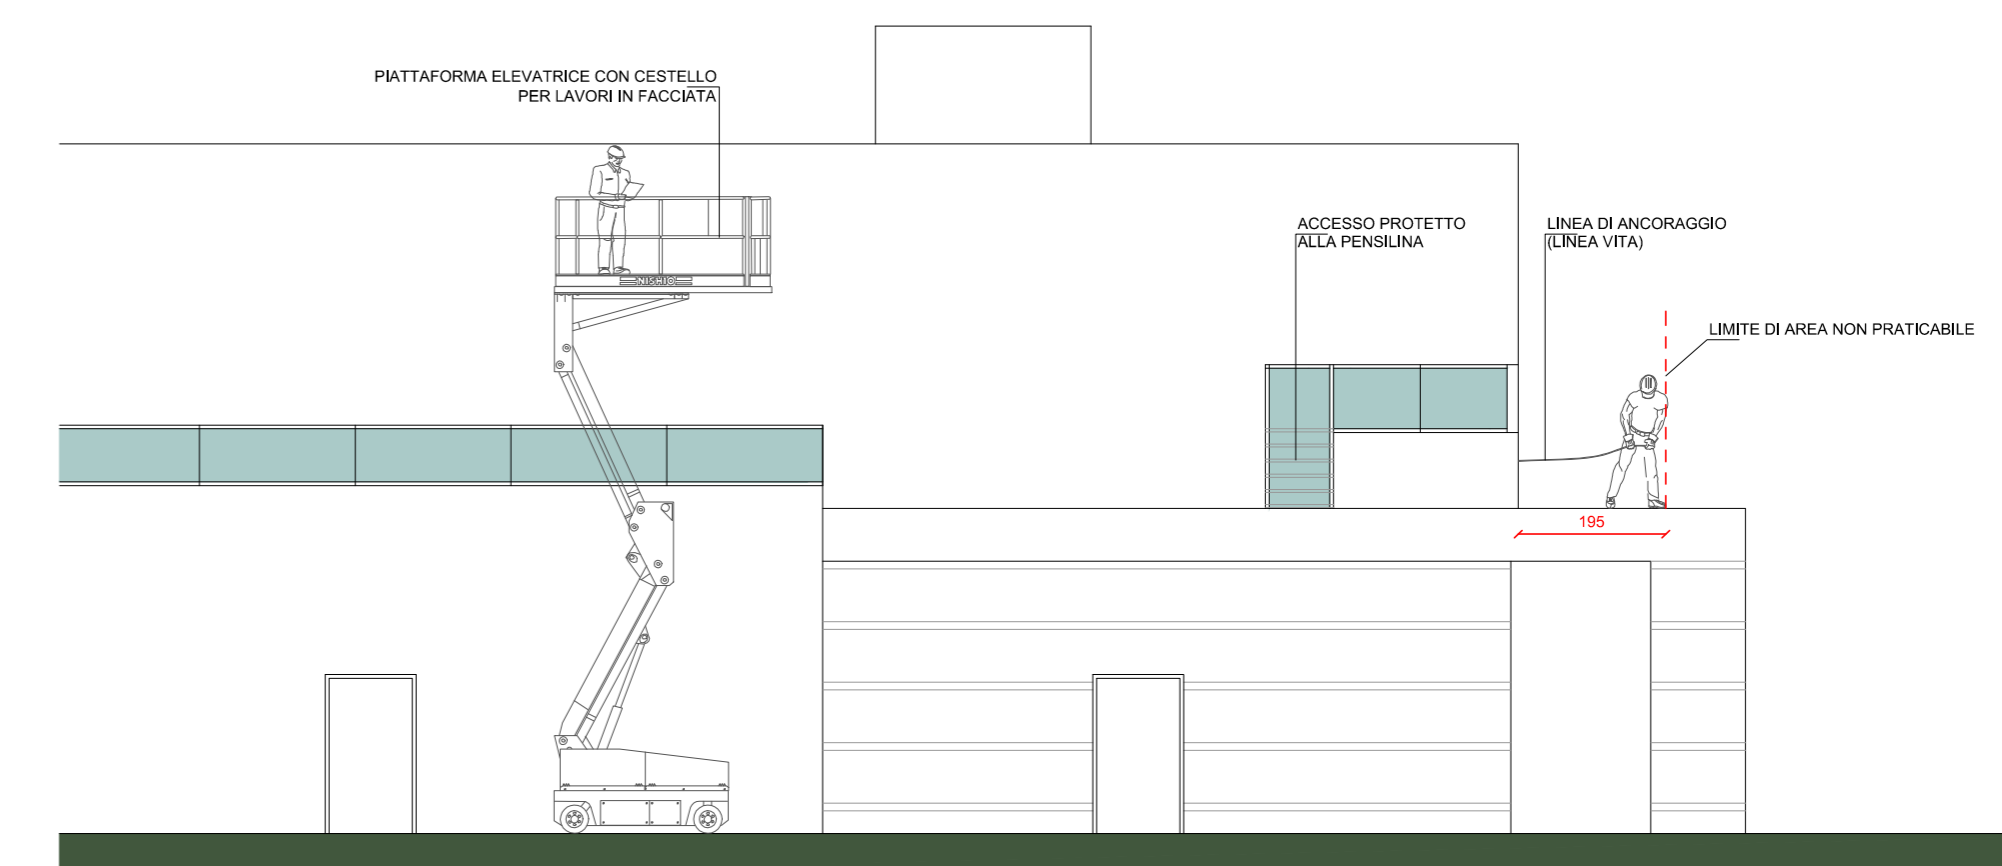 PIATTAFORMA ELEVATRICE CON CESTELLO
PER LAVORI IN FACCIATA
NISHIO
ACCESSO PROTETTO
ALLA PENSILINA
LINEA DI ANCORAGGIO
(LINEA VITA)
LIMITE DI AREA NON PRATICABILE
195